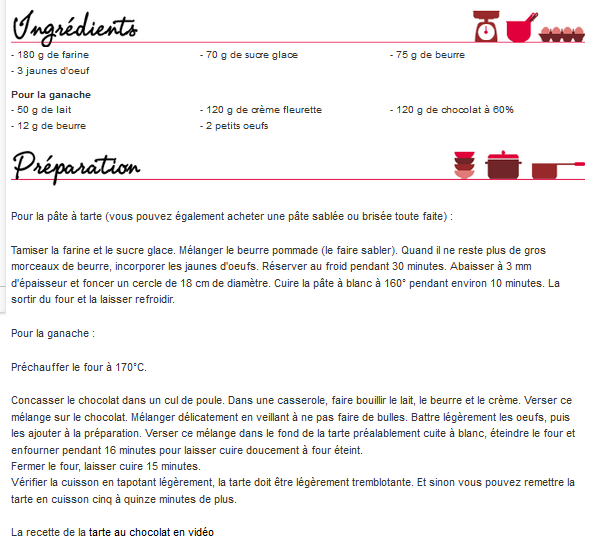 Ingrédients
- 180 g de farine - 70 g de sucre glace - 75 g de beurre
- 3 jaunes d'oeuf
Pour la ganache
- 50 g de lait - 120 g de crème fleurette - 120 g de chocolat à 60%
- 12 g de beurre - 2 petits oeufs
Préparation
Pour la pâte à tarte (vous pouvez également acheter une pâte sablée ou brisée toute faite) :
Tamiser la farine et le sucre glace. Mélanger le beurre pommade (le faire sabler). Quand il ne reste plus de gros
morceaux de beurre, incorporer les jaunes d'oeufs. Réserver au froid pendant 30 minutes. Abaisser à 3 mm
d'épaisseur et foncer un cercle de 18 cm de diamètre. Cuire la pâte à blanc à 160° pendant environ 10 minutes. La
sortir du four et la laisser refroidir.
Pour la ganache :
Préchauffer le four à 170°C.
Concasser le chocolat dans un cul de poule. Dans une casserole, faire bouillir le lait, le beurre et le crème. Verser ce
mélange sur le chocolat. Mélanger délicatement en veillant à ne pas faire de bulles. Battre légèrement les oeufs, puis
les ajouter à la préparation. Verser ce mélange dans le fond de la tarte préalablement cuite à blanc, éteindre le four et
enfourner pendant 16 minutes pour laisser cuire doucement à four éteint.
Fermer le four, laisser cuire 15 minutes.
Vérifier la cuisson en tapotant légèrement, la tarte doit être légèrement tremblotante. Et sinon vous pouvez remettre la
tarte en cuisson cinq à quinze minutes de plus.
La recette de la tarte au chocolat en vidéo